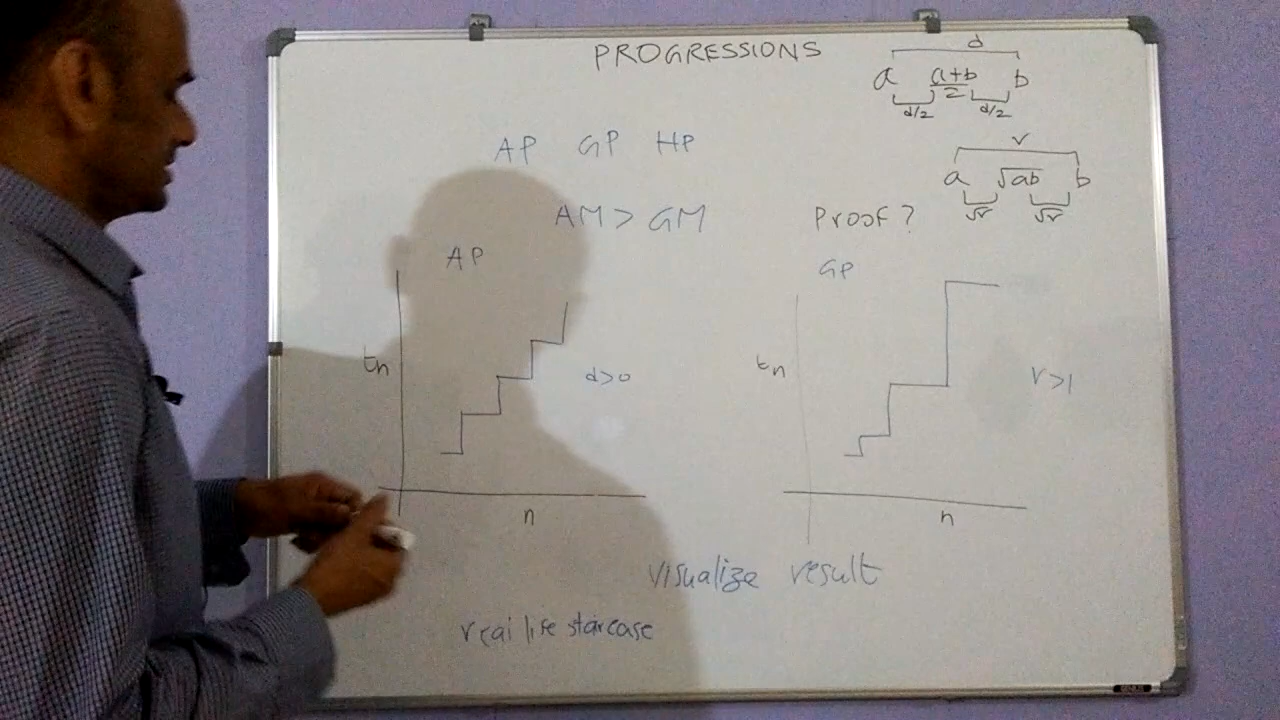 PROGRESSIONS
d
a a+b/2 b
d/2 d/2
AP GP HP
r
a √ab b
√r √r
AM > GM Proof ?
AP
GP
tn
d>0
tn
r>1
n
n
visualize result
real life staircase